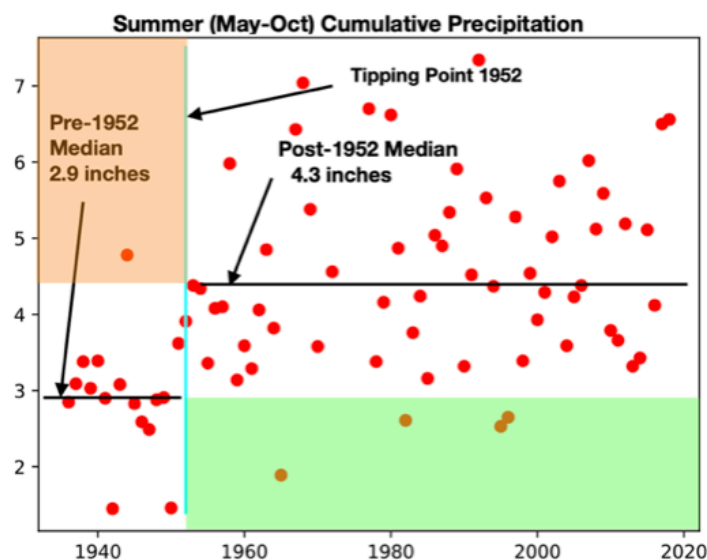 Summer (May-Oct) Cumulative Precipitation
Tipping Point 1952
Pre-1952
Median
2.9 inches
Post-1952 Median
4.3 inches
7
6
5
4
3
2
1940 1960 1980 2000 2020